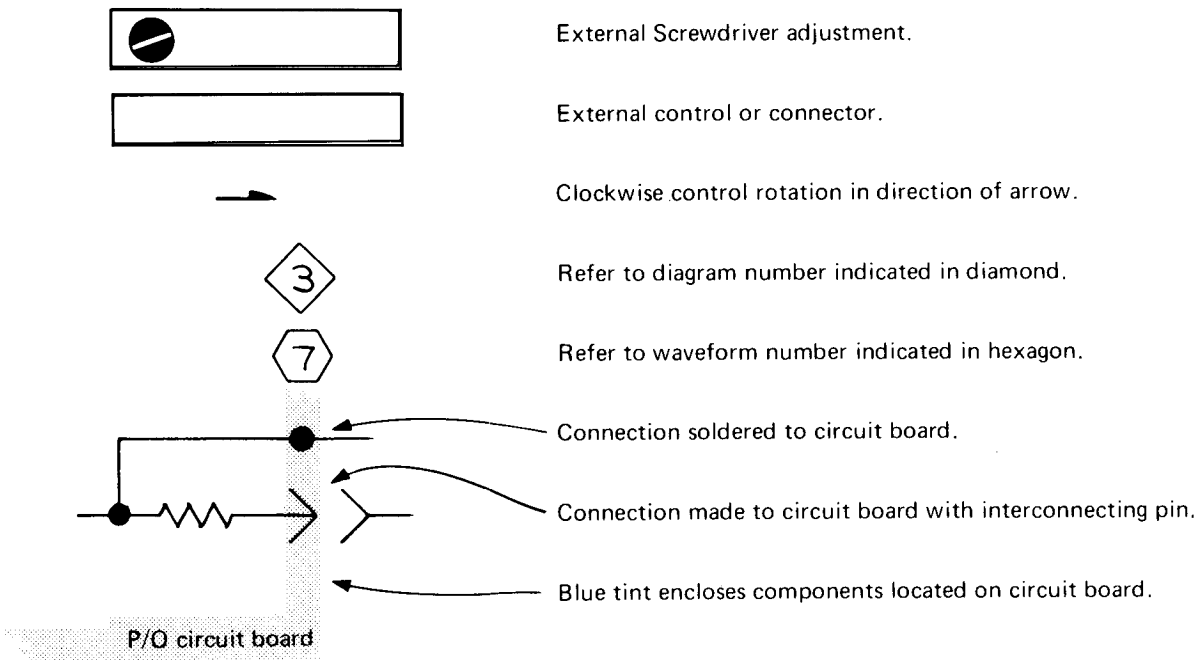 External Screwdriver adjustment.
External control or connector.
Clockwise control rotation in direction of arrow.
3
Refer to diagram number indicated in diamond.
7
Refer to waveform number indicated in hexagon.
Connection soldered to circuit board.
Connection made to circuit board with interconnecting pin.
Blue tint encloses components located on circuit board.
P/O circuit board